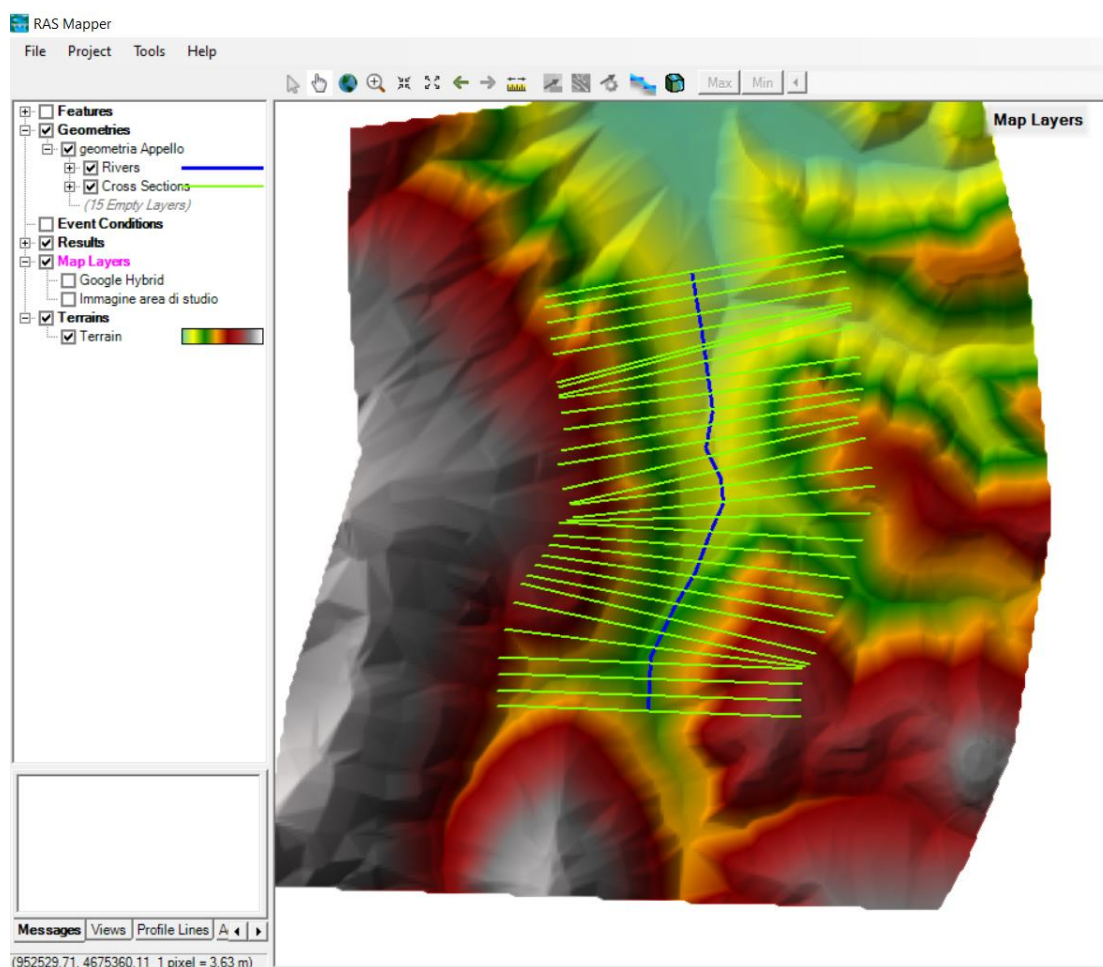 RAS Mapper
File Project Tools Help
Max Min
Features
Geometries
geometria Appello
Rivers
Cross Sections
(15 Empty Layers)
Event Conditions
Results
Map Layers
Google Hybrid
Immagine area di studio
Terrains
Terrain
Map Layers
Messages Views Profile Lines A
(952529.71, 4675360.11 1 pixel = 3.63 m)